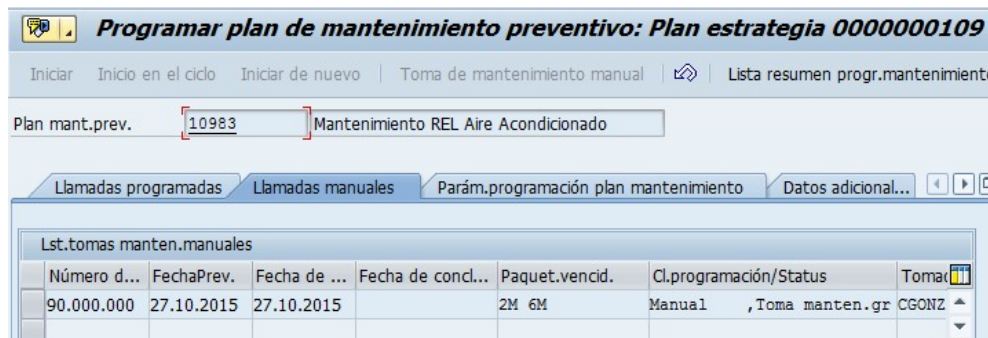 Programar plan de mantenimiento preventivo: Plan estrategia 0000000109
Iniciar Inicio en el ciclo Iniciar de nuevo Toma de mantenimiento manual Lista resumen progr.mantenimient
Plan mant.prev. 10983 Mantenimiento REL Aire Acondicionado
Llamadas programadas Llamadas manuales Parám.programación plan mantenimiento Datos adicional...
Lst.tomas manten.manuales
Número d... FechaPrev. Fecha de ... Fecha de concl... Paquet.vencid. Cl.programación/Status Tomad
90.000.000 27.10.2015 27.10.2015 2M 6M Manual ,Toma manten.gr CGONZ